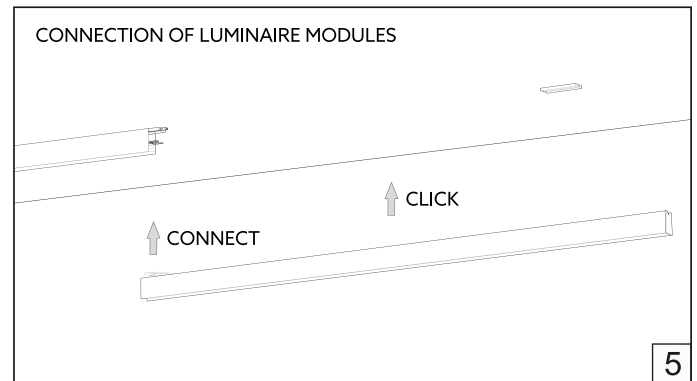 CONNECTION OF LUMINAIRE MODULES
CLICK
CONNECT
5